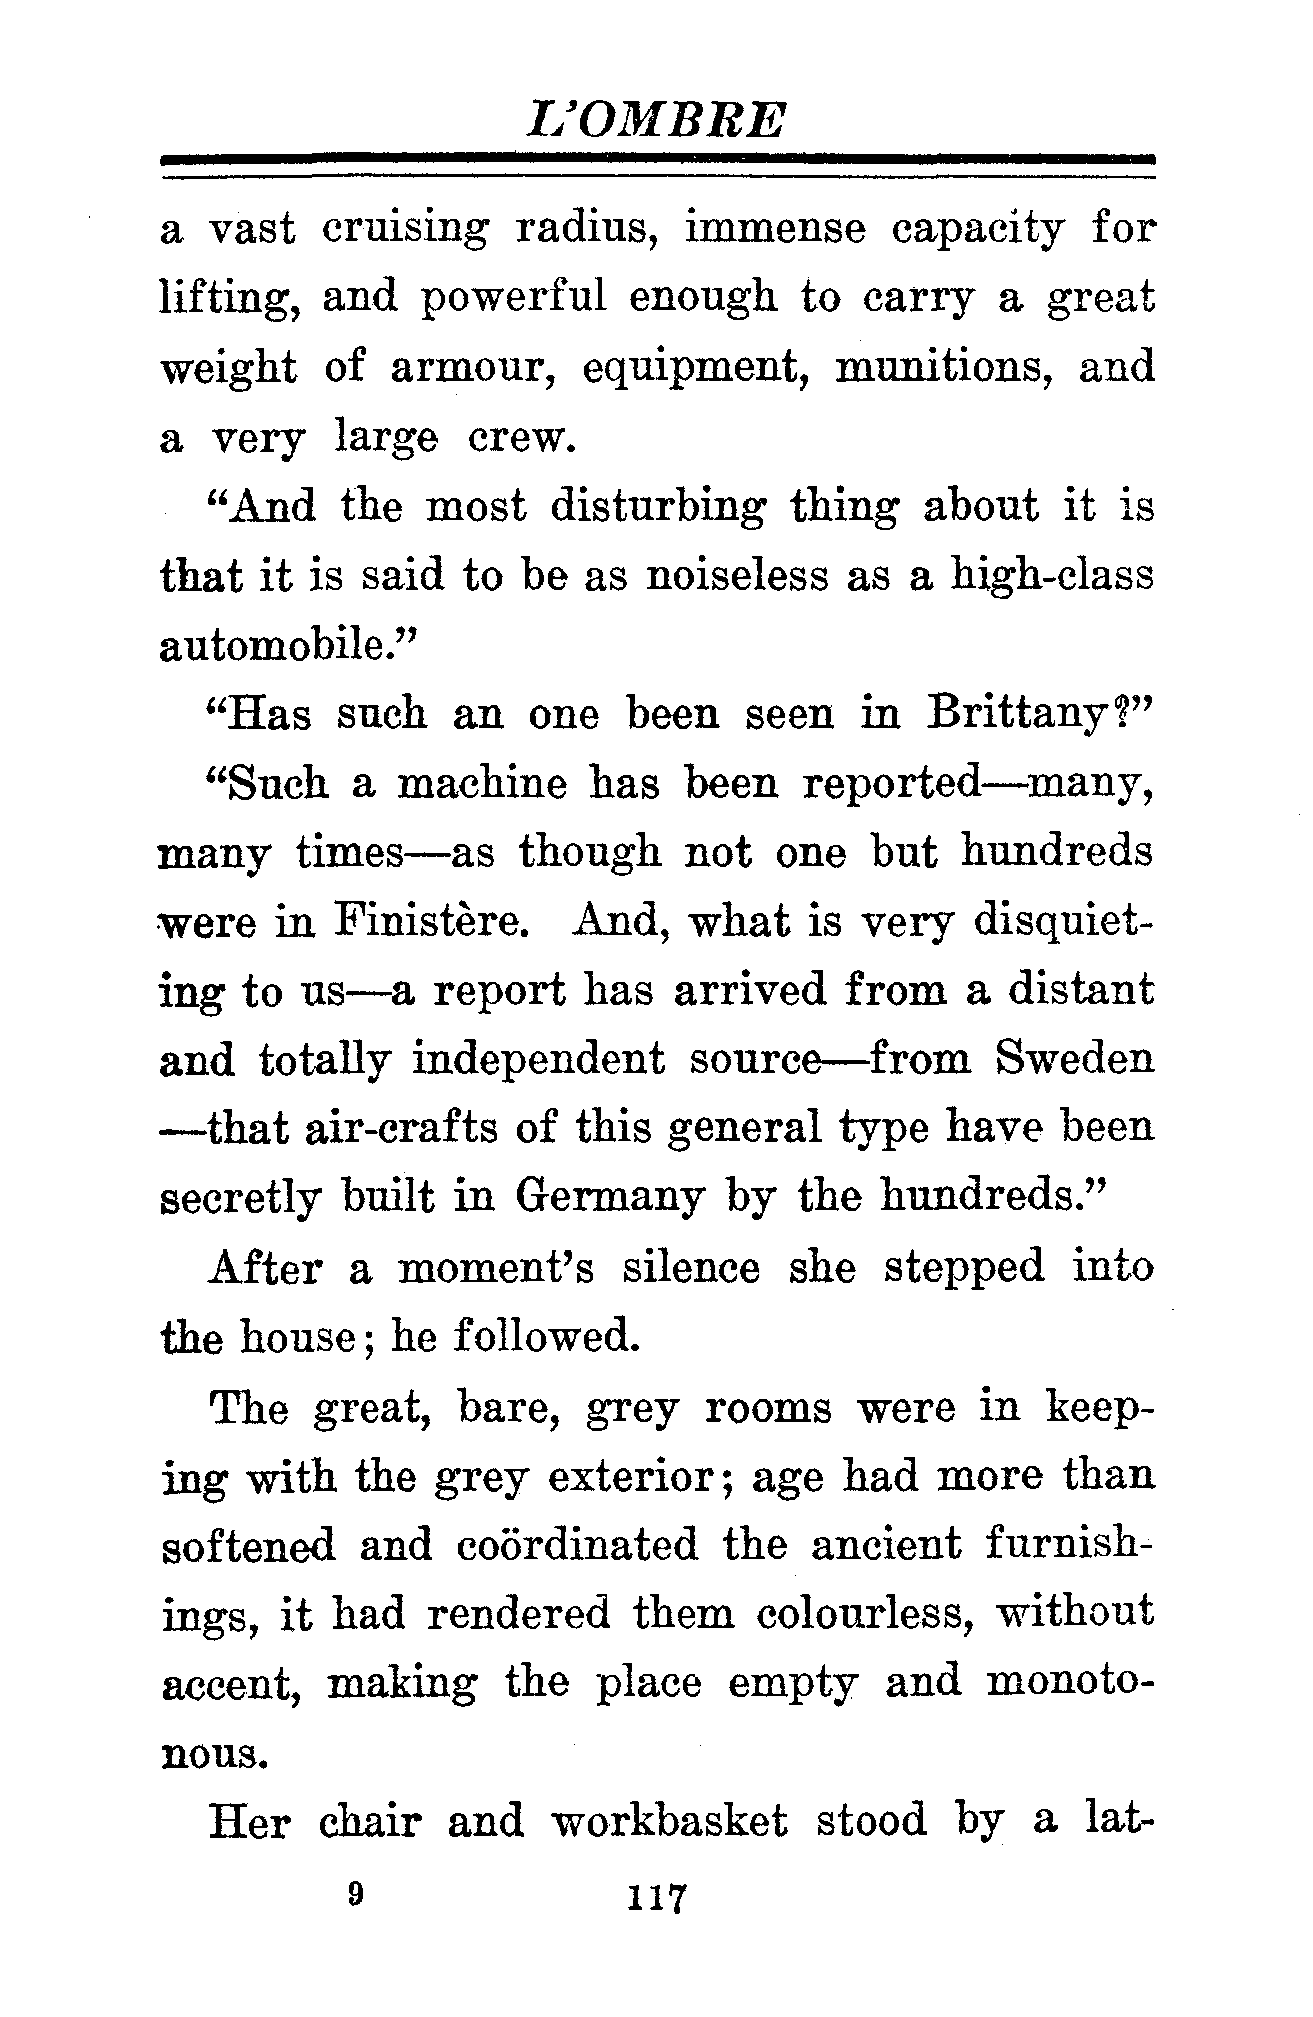 L'OMBRE
a vast cruising radius, immense capacity for
lifting, and powerful enough to carry a great
weight of armour, equipment, munitions, and
a very large crew.
“And the most disturbing thing about it is
that it is said to be as noiseless as a high-class
automobile.”
“Has such an one been seen in Brittany?”
“Such a machine has been reported—many,
many times—as though not one but hundreds
were in Finistère. And, what is very disquiet-
ing to us—a report has arrived from a distant
and totally independent source—from Sweden
—that air-crafts of this general type have been
secretly built in Germany by the hundreds.”
After a moment's silence she stepped into
the house; he followed.
The great, bare, grey rooms were in keep-
ing with the grey exterior; age had more than
softened and coördinated the ancient furnish-
ings, it had rendered them colourless, without
accent, making the place empty and monoto-
nous.
Her chair and workbasket stood by a lat-
9 117